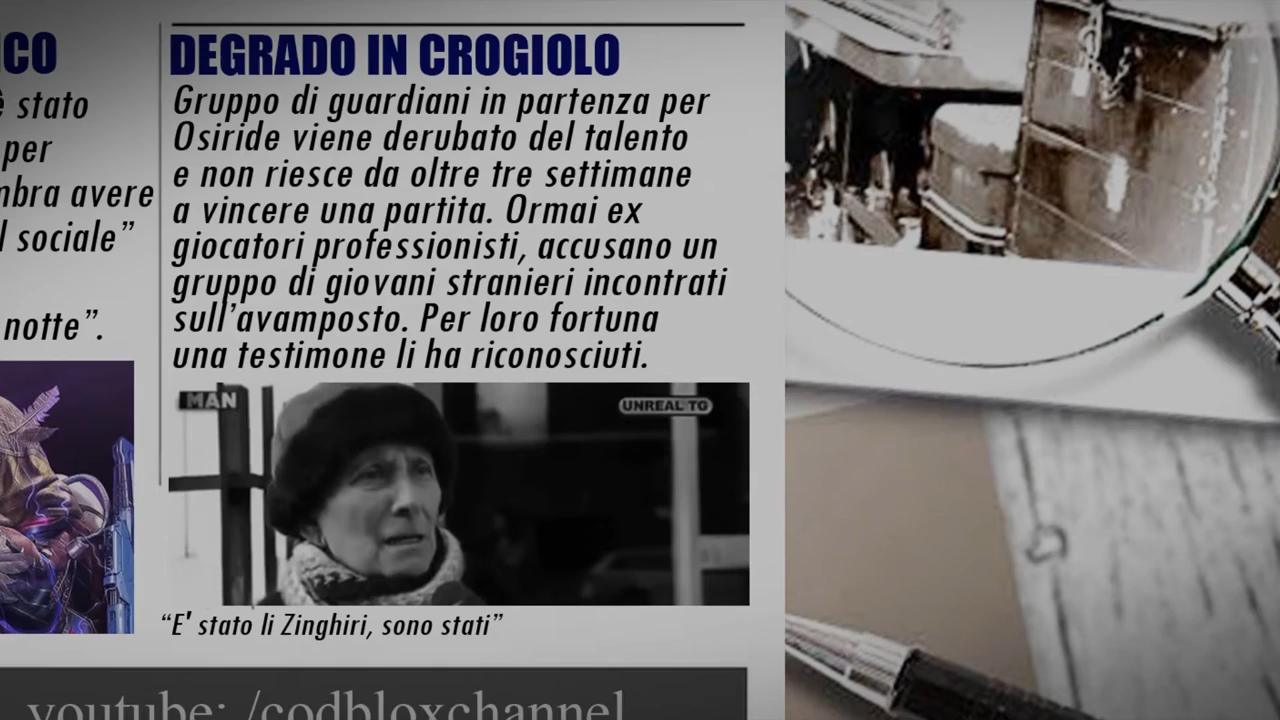 ICO
è stato
per
mbra avere
l sociale”
notte”.
DEGRADO IN CROGIOLO
Gruppo di guardiani in partenza per
Osiride viene derubato del talento
e non riesce da oltre tre settimane
a vincere una partita. Ormai ex
giocatori professionisti, accusano un
gruppo di giovani stranieri incontrati
sull’avamposto. Per loro fortuna
una testimone li ha riconosciuti.
MAN
UNREAL TG
“E' stato li Zinghiri, sono stati”
youtube: /codbloxchannel